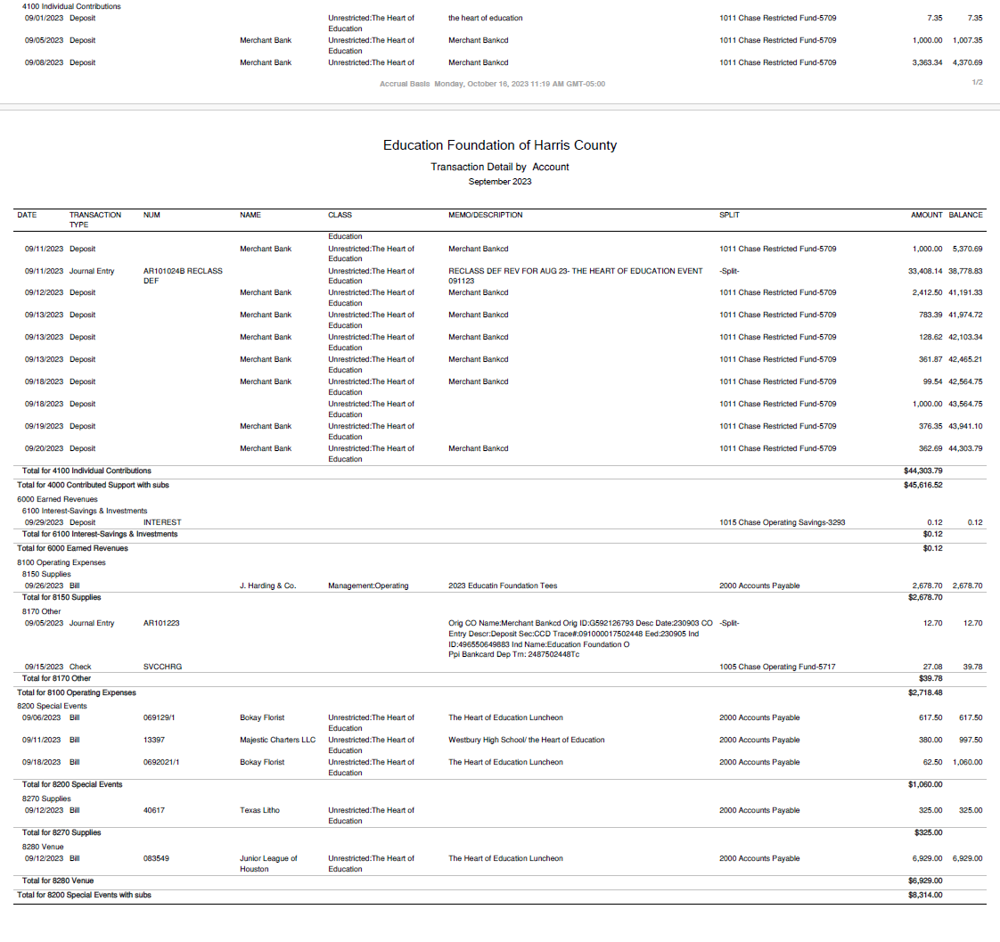 4100 Individual Contributions
09/01/2023 Deposit Unrestricted:The Heart of the heart of education 1011 Chase Restricted Fund-5709 7.35 7.35
Education
09/05/2023 Deposit Merchant Bank Unrestricted:The Heart of Merchant Bankcd 1011 Chase Restricted Fund-5709 1,000.00 1,007.35
Education
09/08/2023 Deposit Merchant Bank Unrestricted:The Heart of Merchant Bankcd 1011 Chase Restricted Fund-5709 3,363.34 4,370.69
Accrual Basis Monday, October 16, 2023 11:19 AM GMT-05:00 1/2
Education Foundation of Harris County
Transaction Detail by Account
September 2023
DATE TRANSACTION NUM NAME CLASS MEMO/DESCRIPTION SPLIT AMOUNT BALANCE
TYPE
Education
09/11/2023 Deposit Merchant Bank Unrestricted:The Heart of Merchant Bankcd 1011 Chase Restricted Fund-5709 1,000.00 5,370.69
Education
09/11/2023 Journal Entry AR101024B RECLASS Unrestricted:The Heart of RECLASS DEF REV FOR AUG 23- THE HEART OF EDUCATION EVENT -Split- 33,408.14 38,778.83
DEF Education 091123
09/12/2023 Deposit Merchant Bank Unrestricted:The Heart of Merchant Bankcd 1011 Chase Restricted Fund-5709 2,412.50 41,191.33
Education
09/13/2023 Deposit Merchant Bank Unrestricted:The Heart of Merchant Bankcd 1011 Chase Restricted Fund-5709 783.39 41,974.72
Education
09/13/2023 Deposit Merchant Bank Unrestricted:The Heart of Merchant Bankcd 1011 Chase Restricted Fund-5709 128.62 42,103.34
Education
09/13/2023 Deposit Merchant Bank Unrestricted:The Heart of Merchant Bankcd 1011 Chase Restricted Fund-5709 361.87 42,465.21
Education
09/18/2023 Deposit Merchant Bank Unrestricted:The Heart of Merchant Bankcd 1011 Chase Restricted Fund-5709 99.54 42,564.75
Education
09/18/2023 Deposit Unrestricted:The Heart of 1011 Chase Restricted Fund-5709 1,000.00 43,564.75
Education
09/19/2023 Deposit Merchant Bank Unrestricted:The Heart of 1011 Chase Restricted Fund-5709 376.35 43,941.10
Education
09/20/2023 Deposit Merchant Bank Unrestricted:The Heart of Merchant Bankcd 1011 Chase Restricted Fund-5709 362.69 44,303.79
Education
Total for 4100 Individual Contributions $44,303.79
Total for 4000 Contributed Support with subs $45,616.52
6000 Earned Revenues
6100 Interest-Savings & Investments
09/29/2023 Deposit INTEREST 1015 Chase Operating Savings-3293 0.12 0.12
Total for 6100 Interest-Savings & Investments $0.12
Total for 6000 Earned Revenues $0.12
8100 Operating Expenses
8150 Supplies
09/26/2023 Bill J. Harding & Co. Management:Operating 2023 Educatin Foundation Tees 2000 Accounts Payable 2,678.70 2,678.70
Total for 8150 Supplies $2,678.70
8170 Other
09/05/2023 Journal Entry AR101223 Orig CO Name:Merchant Bankcd Orig ID:G592126793 Desc Date:230903 CO -Split- 12.70 12.70
Entry Descr:Deposit Sec:CCD Trace#:091000017502448 Eed:230905 Ind
ID:496550649883 Ind Name:Education Foundation O
Ppi Bankcard Dep Trn: 2487502448Tc
09/15/2023 Check SVCCHRG 1005 Chase Operating Fund-5717 27.08 39.78
Total for 8170 Other $39.78
Total for 8100 Operating Expenses $2,718.48
8200 Special Events
09/06/2023 Bill 069129/1 Bokay Florist Unrestricted:The Heart of The Heart of Education Luncheon 2000 Accounts Payable 617.50 617.50
Education
09/11/2023 Bill 13397 Majestic Charters LLC Unrestricted:The Heart of Westbury High School/ the Heart of Education 2000 Accounts Payable 380.00 997.50
Education
09/18/2023 Bill 0692021/1 Bokay Florist Unrestricted:The Heart of The Heart of Education Luncheon 2000 Accounts Payable 62.50 1,060.00
Education
Total for 8200 Special Events $1,060.00
8270 Supplies
09/12/2023 Bill 40617 Texas Litho Unrestricted:The Heart of 2000 Accounts Payable 325.00 325.00
Education
Total for 8270 Supplies $325.00
8280 Venue
09/12/2023 Bill 083549 Junior League of Unrestricted:The Heart of The Heart of Education Luncheon 2000 Accounts Payable 6,929.00 6,929.00
Houston Education
Total for 8280 Venue $6,929.00
Total for 8200 Special Events with subs $8,314.00